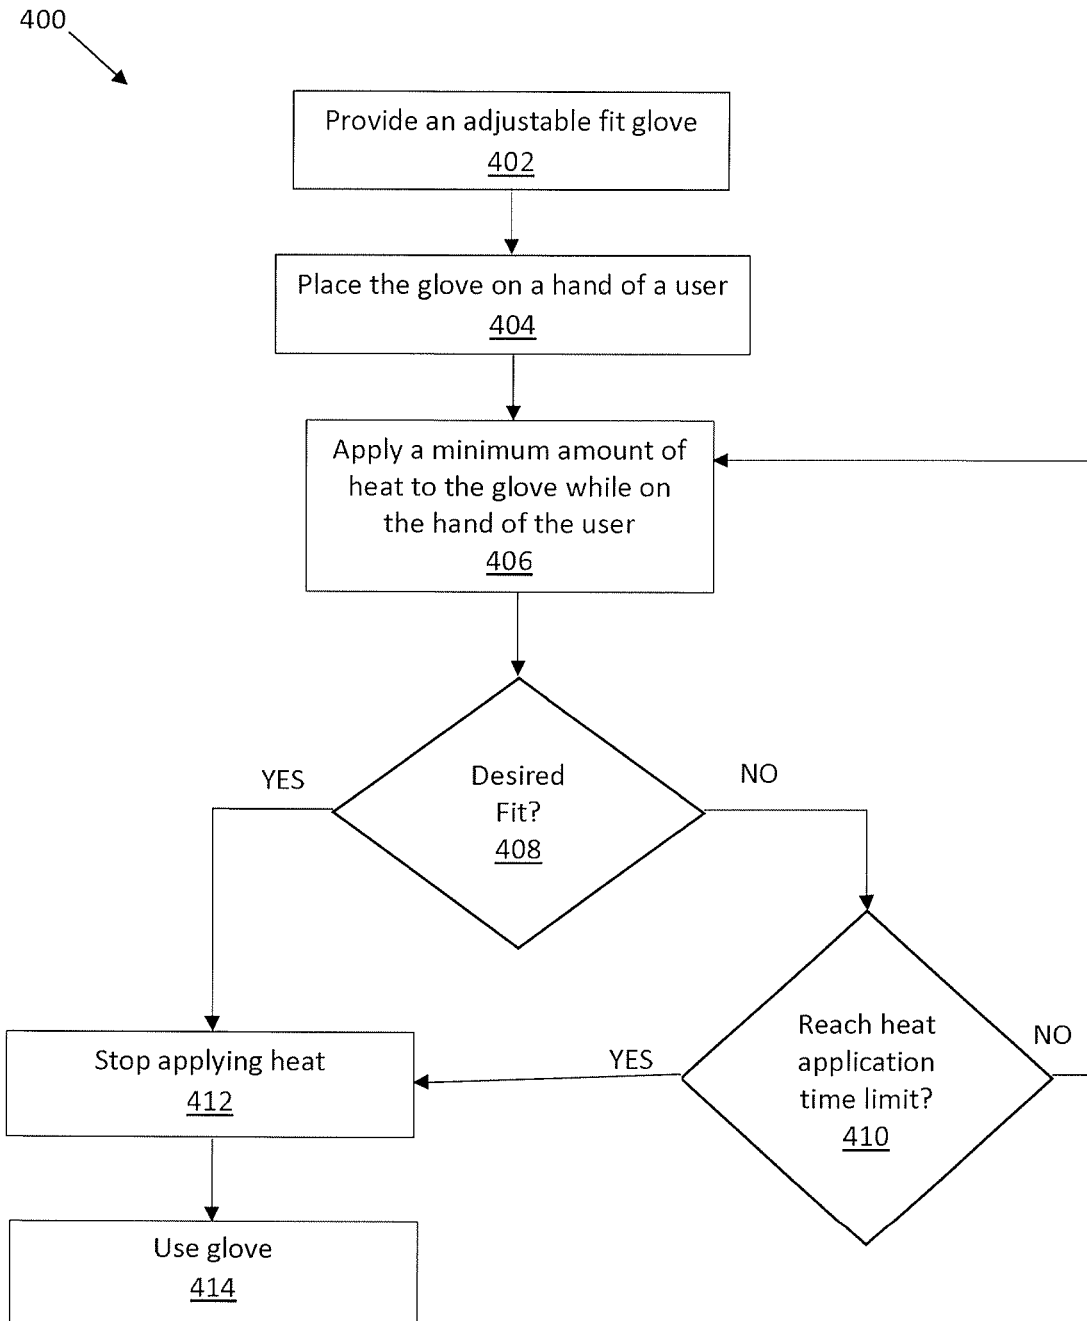 400
Provide an adjustable fit glove
402
Place the glove on a hand of a user
404
Apply a minimum amount of
heat to the glove while on
the hand of the user
406
YES
Desired
Fit?
408
NO
Stop applying heat
412
YES
Reach heat
application
time limit?
410
NO
Use glove
414